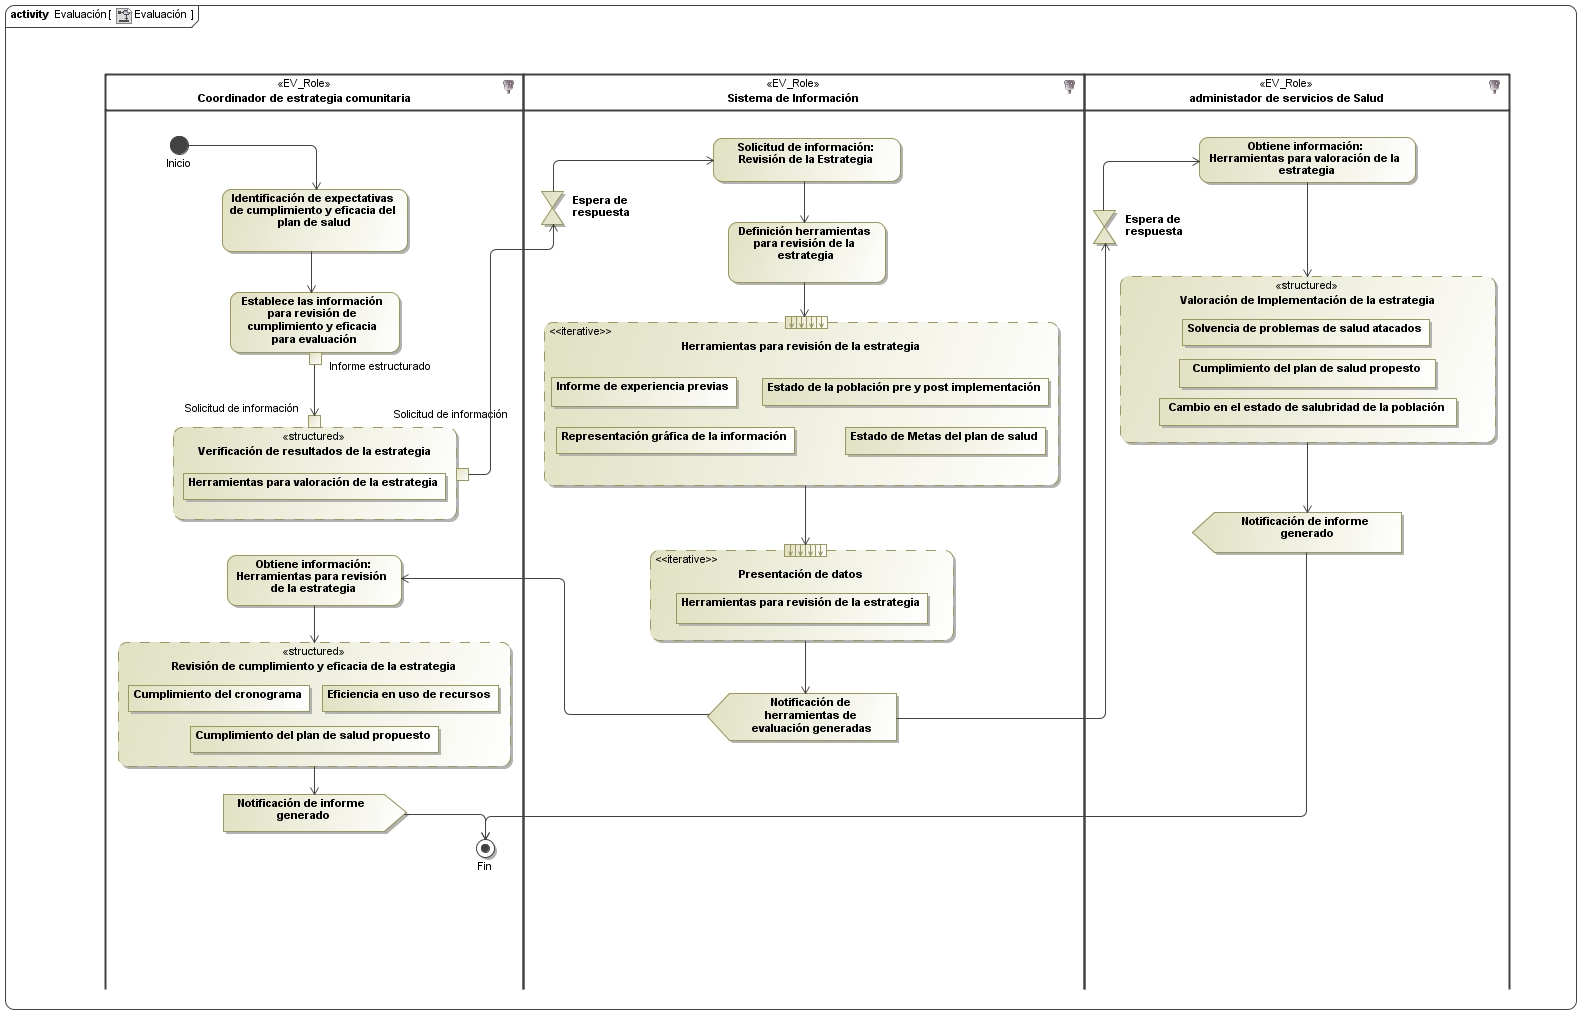 activity Evaluación[ Evaluación ]
«EV_Role»
Coordinador de estrategia comunitaria
«EV_Role»
Sistema de Información
«EV_Role»
administador de servicios de Salud
Inicio
Identificación de expectativas
de cumplimiento y eficacia del
plan de salud
Establece las información
para revisión de
cumplimiento y eficacia
para evaluación
Informe estructurado
Solicitud de información
Solicitud de información
«structured»
Verificación de resultados de la estrategia
Herramientas para valoración de la estrategia
Obtiene información:
Herramientas para revisión
de la estrategia
«structured»
Revisión de cumplimiento y eficacia de la estrategia
Cumplimiento del cronograma
Eficiencia en uso de recursos
Cumplimiento del plan de salud propuesto
Notificación de informe
generado
Fin
Espera de
respuesta
Solicitud de información:
Revisión de la Estrategia
Definición herramientas
para revisión de la
estrategia
<<iterative>>
Herramientas para revisión de la estrategia
Informe de experiencia previas
Estado de la población pre y post implementación
Representación gráfica de la información
Estado de Metas del plan de salud
<<iterative>>
Presentación de datos
Herramientas para revisión de la estrategia
Notificación de
herramientas de
evaluación generadas
Espera de
respuesta
Obtiene información:
Herramientas para valoración de la
estrategia
«structured»
Valoración de Implementación de la estrategia
Solvencia de problemas de salud atacados
Cumplimiento del plan de salud propesto
Cambio en el estado de salubridad de la población
Notificación de informe
generado